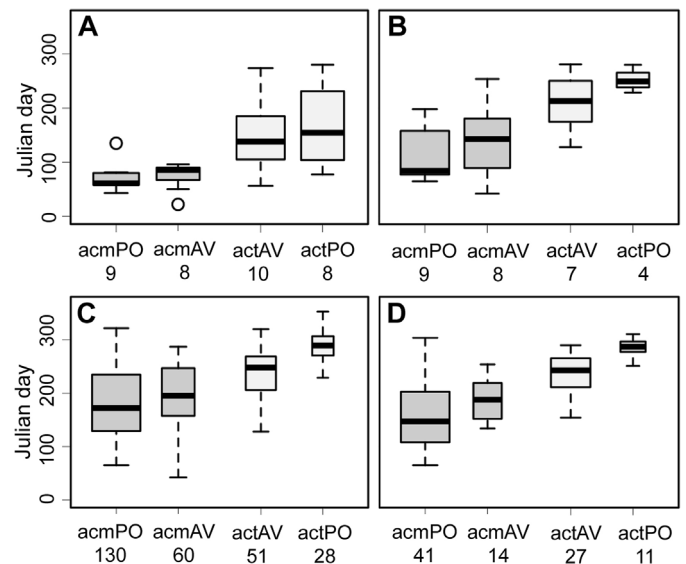 A
B
Julian day
0 100 200 300
acmPO acmAV actAV actPO
9 8 10 8
acmPO acmAV actAV actPO
9 8 7 4
C
D
Julian day
0 100 200 300
acmPO acmAV actAV actPO
130 60 51 28
acmPO acmAV actAV actPO
41 14 27 11